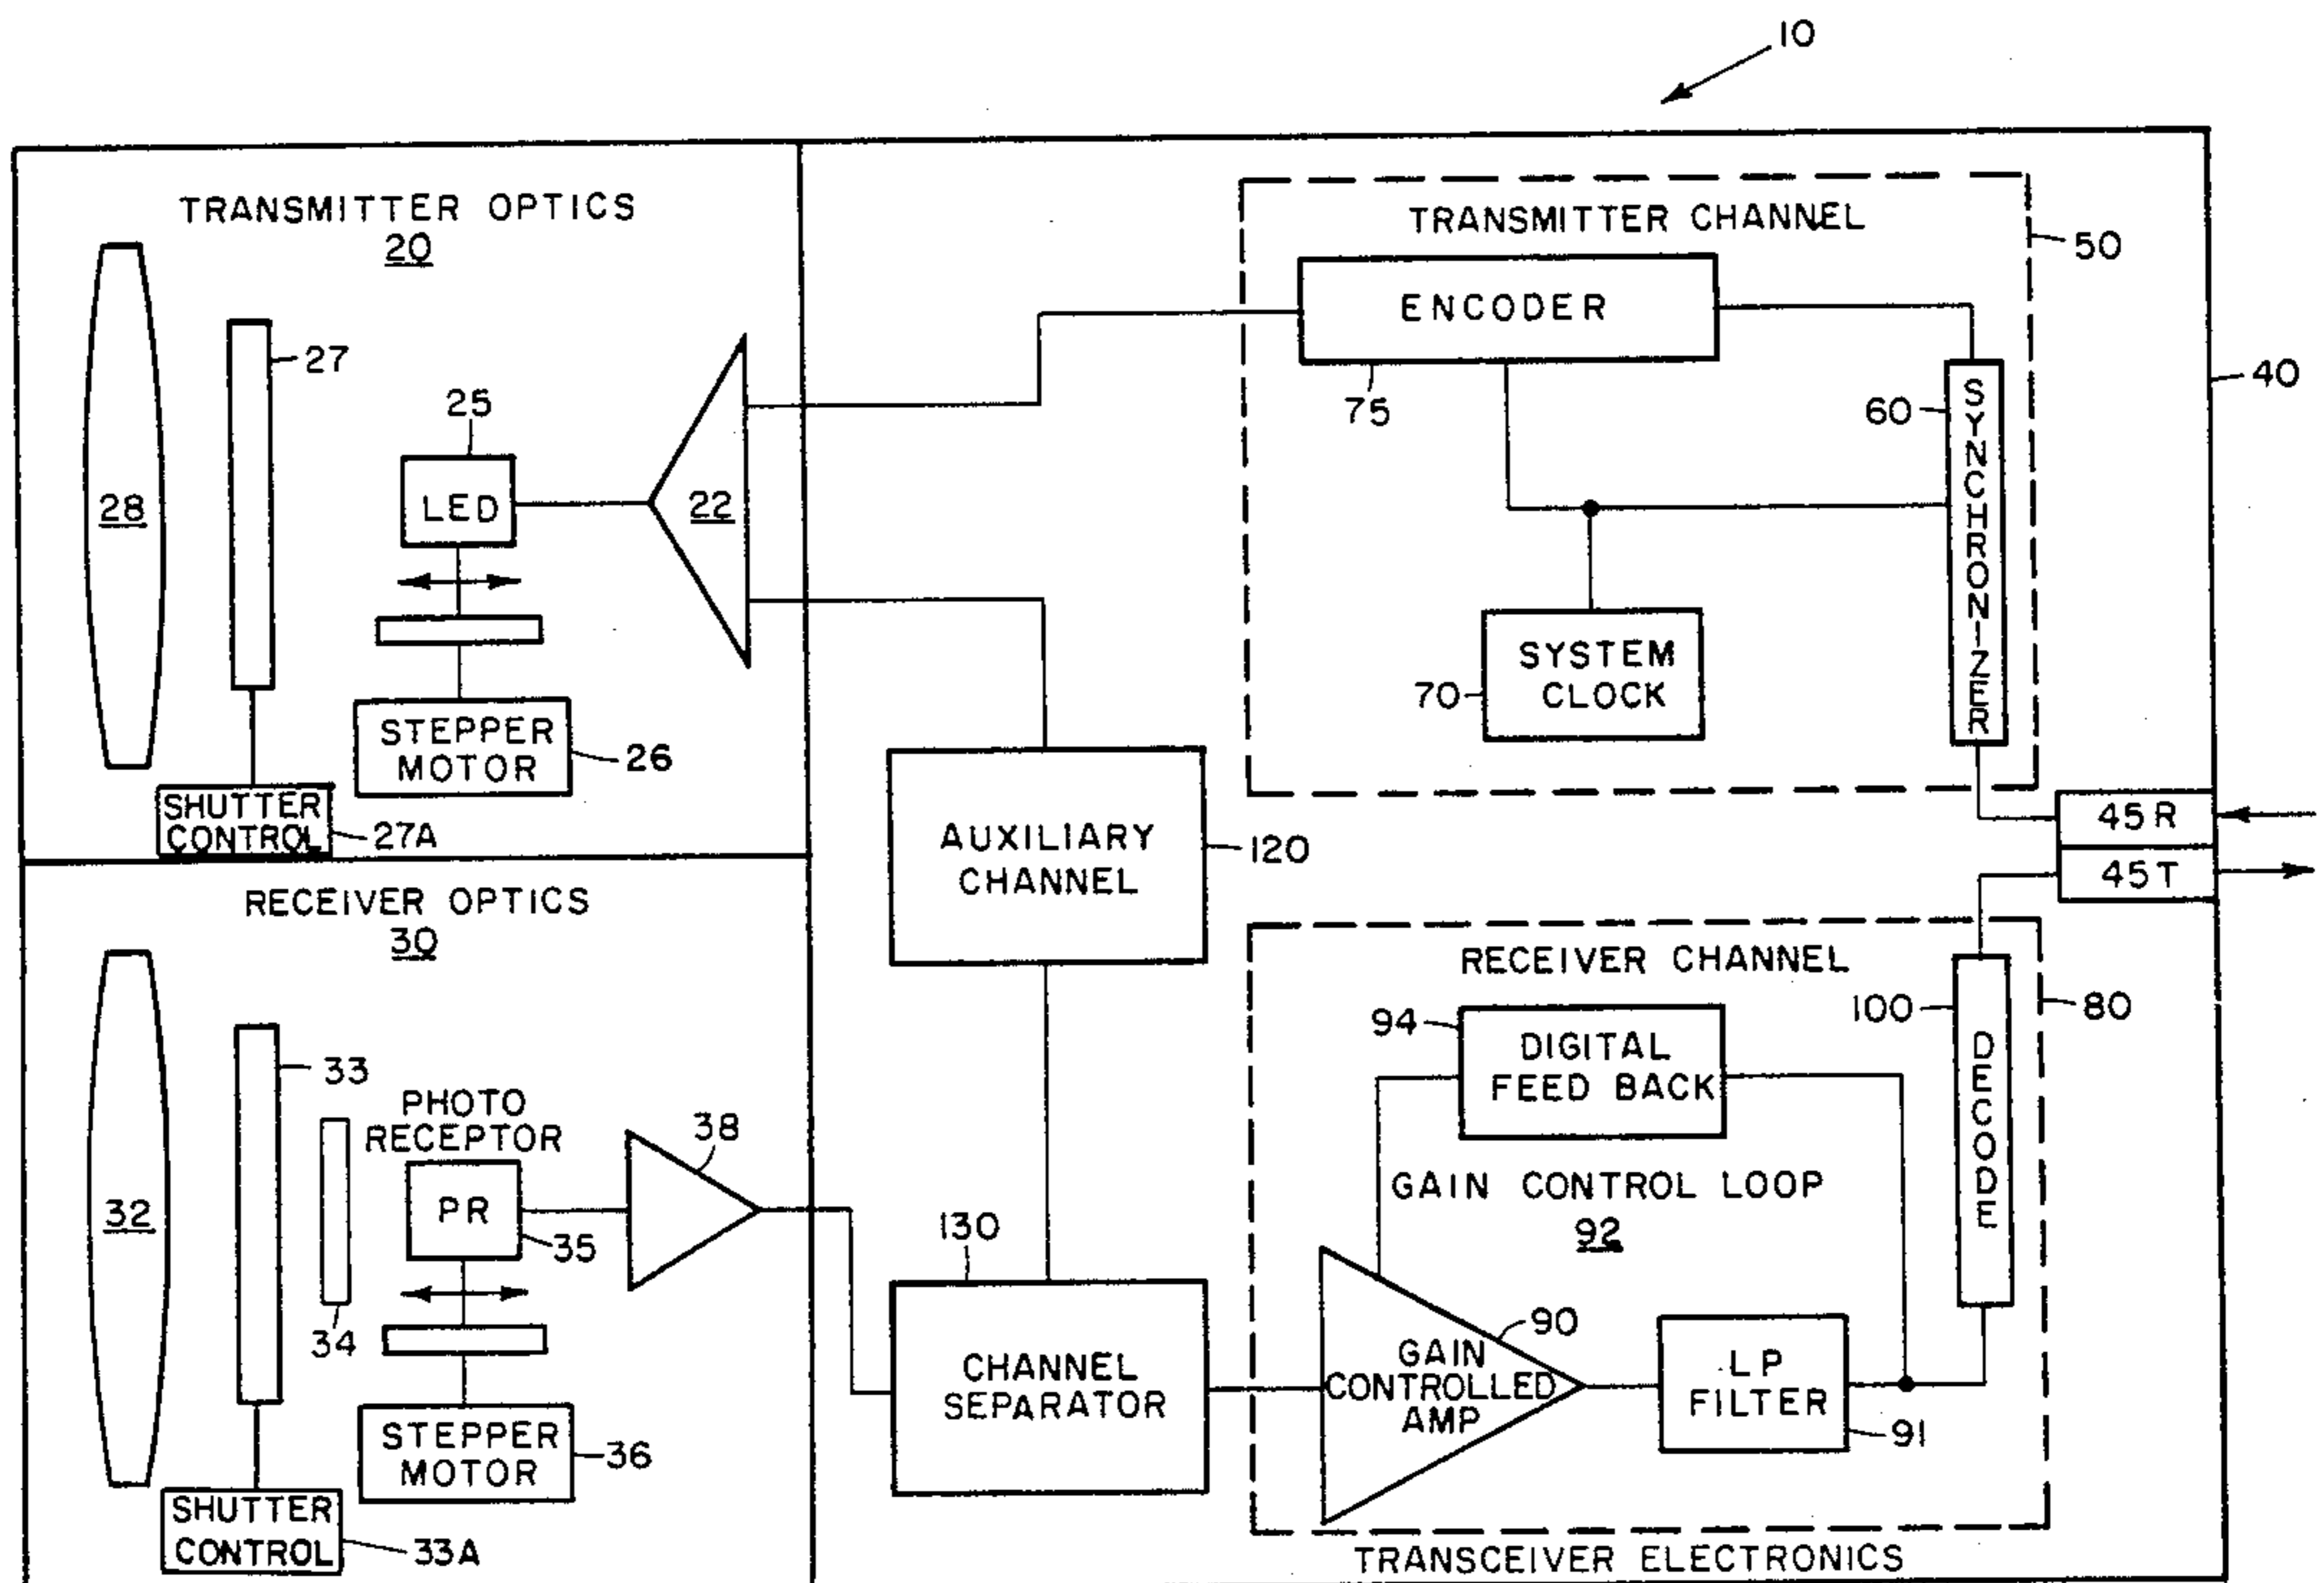 10
TRANSMITTER OPTICS
20
28
27
25
LED
22
STEPPER
MOTOR
26
SHUTTER
CONTROL
27A
TRANSMITTER CHANNEL
50
ENCODER
75
60
SYNCHRONIZER
40
SYSTEM
CLOCK
70
45R
45T
AUXILIARY
CHANNEL
120
RECEIVER OPTICS
30
32
33
34
PHOTO
RECEPTOR
PR
35
38
STEPPER
MOTOR
36
SHUTTER
CONTROL
33A
130
CHANNEL
SEPARATOR
RECEIVER CHANNEL
80
100
DECODE
94
DIGITAL
FEED BACK
GAIN CONTROL LOOP
92
90
GAIN
CONTROLLED
AMP
LP
FILTER
91
TRANSCEIVER ELECTRONICS